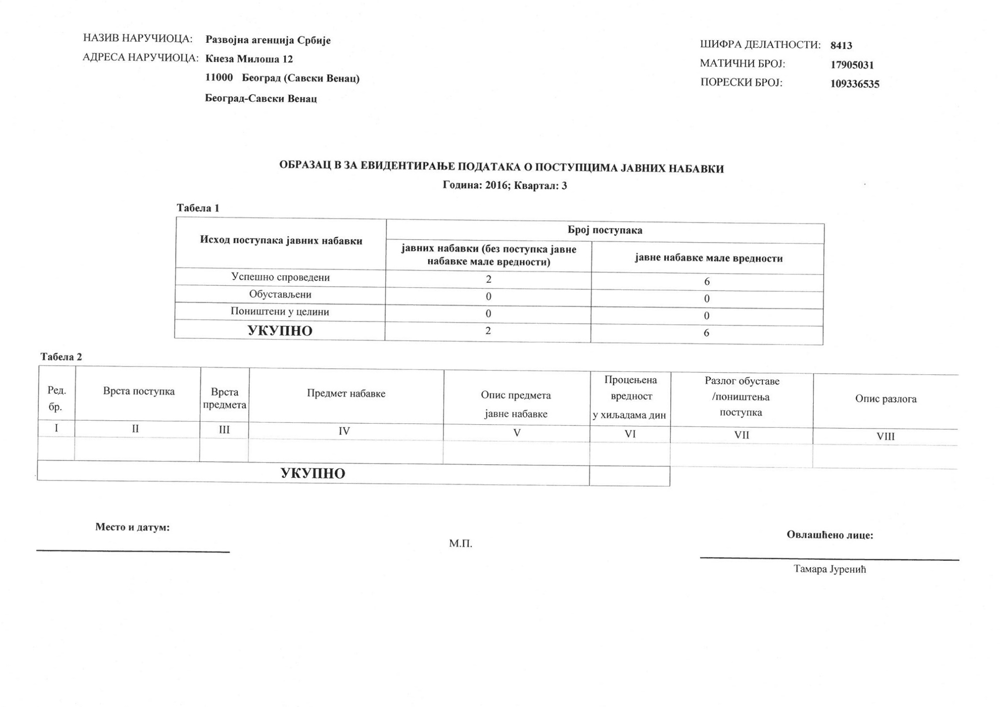 НАЗИВ НАРУЧИОЦА: Развојна агенција Србије
АДРЕСА НАРУЧИОЦА: Кнеза Милоша 12
11000 Београд (Савски Венац)
Београд-Савски Венац
ШИФРА ДЕЛАТНОСТИ: 8413
МАТИЧНИ БРОЈ: 17905031
ПОРЕСКИ БРОЈ: 109336535
ОБРАЗАЦ В ЗА ЕВИДЕНТИРАЊЕ ПОДАТАКА О ПОСТУПЦИМА ЈАВНИХ НАБАВКИ
Година: 2016; Квартал: 3
Табела 1
Исход поступака јавних набавки
Број поступака
јавних набавки (без поступка јавне
набавке мале вредности)
јавне набавке мале вредности
Успешно спроведени 2 6
Обустављени 0 0
Поништени у целини 0 0
УКУПНО 2 6
Табела 2
Ред.
бр.
Врста поступка
Врста
предмета
Предмет набавке
Опис предмета
јавне набавке
Процењена
вредност
у хиљадама дин
Разлог обуставе
/поништења
поступка
Опис разлога
I II III IV V VI VII VIII
УКУПНО
Место и датум:
М.П.
Овлашћено лице:
Тамара Јуренић